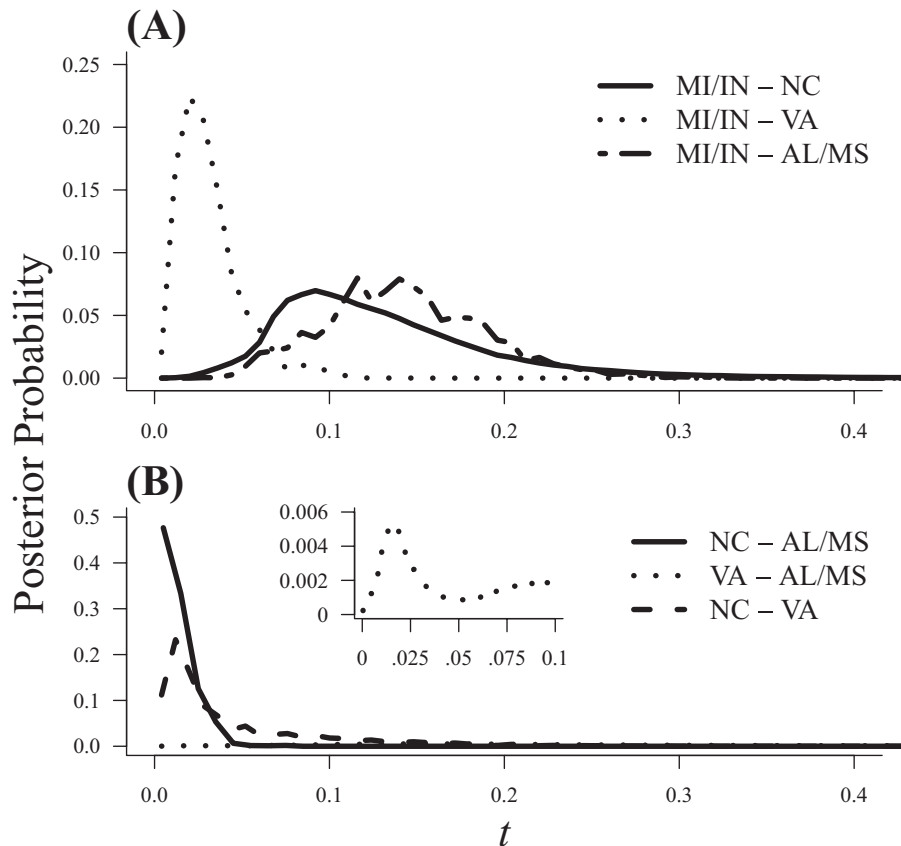 (A)
0.25
0.20
0.15
0.10
0.05
0.00
MI/IN – NC
MI/IN – VA
MI/IN – AL/MS
0.0 0.1 0.2 0.3 0.4
Posterior Probability
(B)
0.5
0.4
0.3
0.2
0.1
0.0
0.006
0.004
0.002
0
0 .025 .05 .075 0.1
NC – AL/MS
VA – AL/MS
NC – VA
0.0 0.1 0.2 0.3 0.4
t